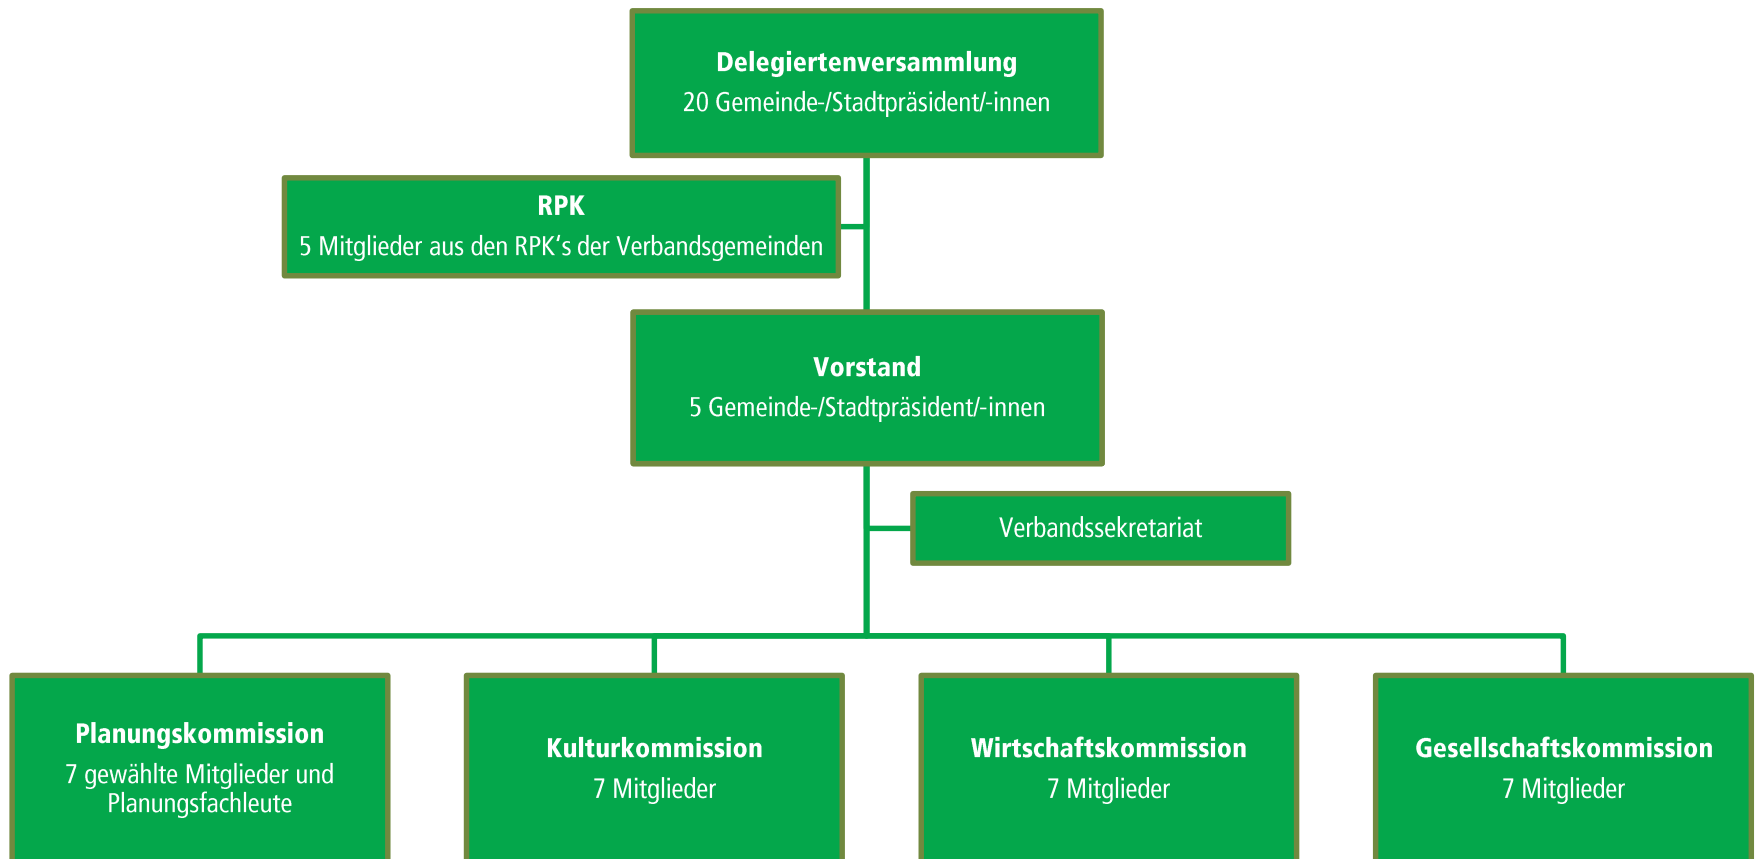 Delegiertenversammlung
20 Gemeinde-/Stadtpräsident/-innen
RPK
5 Mitglieder aus den RPK‘s der Verbandsgemeinden
Vorstand
5 Gemeinde-/Stadtpräsident/-innen
Verbandssekretariat
Planungskommission
7 gewählte Mitglieder und
Planungsfachleute
Kulturkommission
7 Mitglieder
Wirtschaftskommission
7 Mitglieder
Gesellschaftskommission
7 Mitglieder